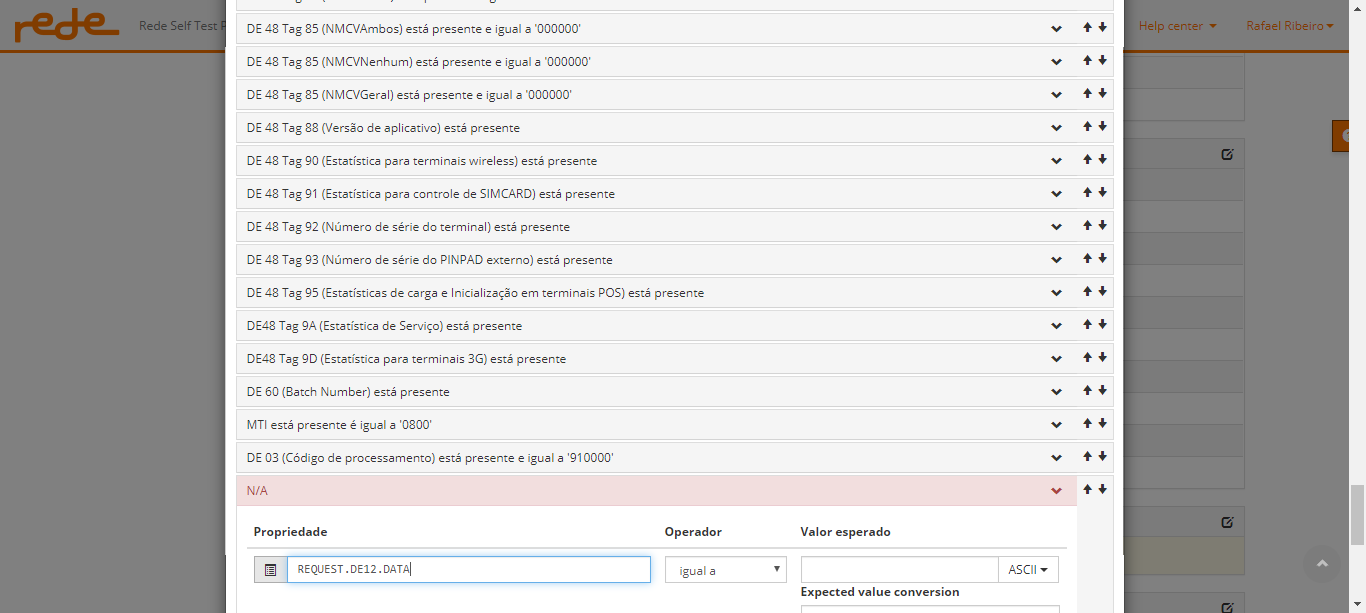 rede
Rede Self Test
Help center
Rafael Ribeiro
DE 48 Tag 85 (NMCVAmbos) está presente e igual a '000000'
DE 48 Tag 85 (NMCVNenhum) está presente e igual a '000000'
DE 48 Tag 85 (NMCVGeral) está presente e igual a '000000'
DE 48 Tag 88 (Versão de aplicativo) está presente
DE 48 Tag 90 (Estatística para terminais wireless) está presente
DE 48 Tag 91 (Estatística para controle de SIMCARD) está presente
DE 48 Tag 92 (Número de série do terminal) está presente
DE 48 Tag 93 (Número de série do PINPAD externo) está presente
DE 48 Tag 95 (Estatísticas de carga e Inicialização em terminais POS) está presente
DE48 Tag 9A (Estatística de Serviço) está presente
DE48 Tag 9D (Estatística para terminais 3G) está presente
DE 60 (Batch Number) está presente
MTI está presente é igual a '0800'
DE 03 (Código de processamento) está presente e igual a '910000'
N/A
Propriedade Operador Valor esperado
REQUEST.DE12.DATA igual a ASCII
Expected value conversion